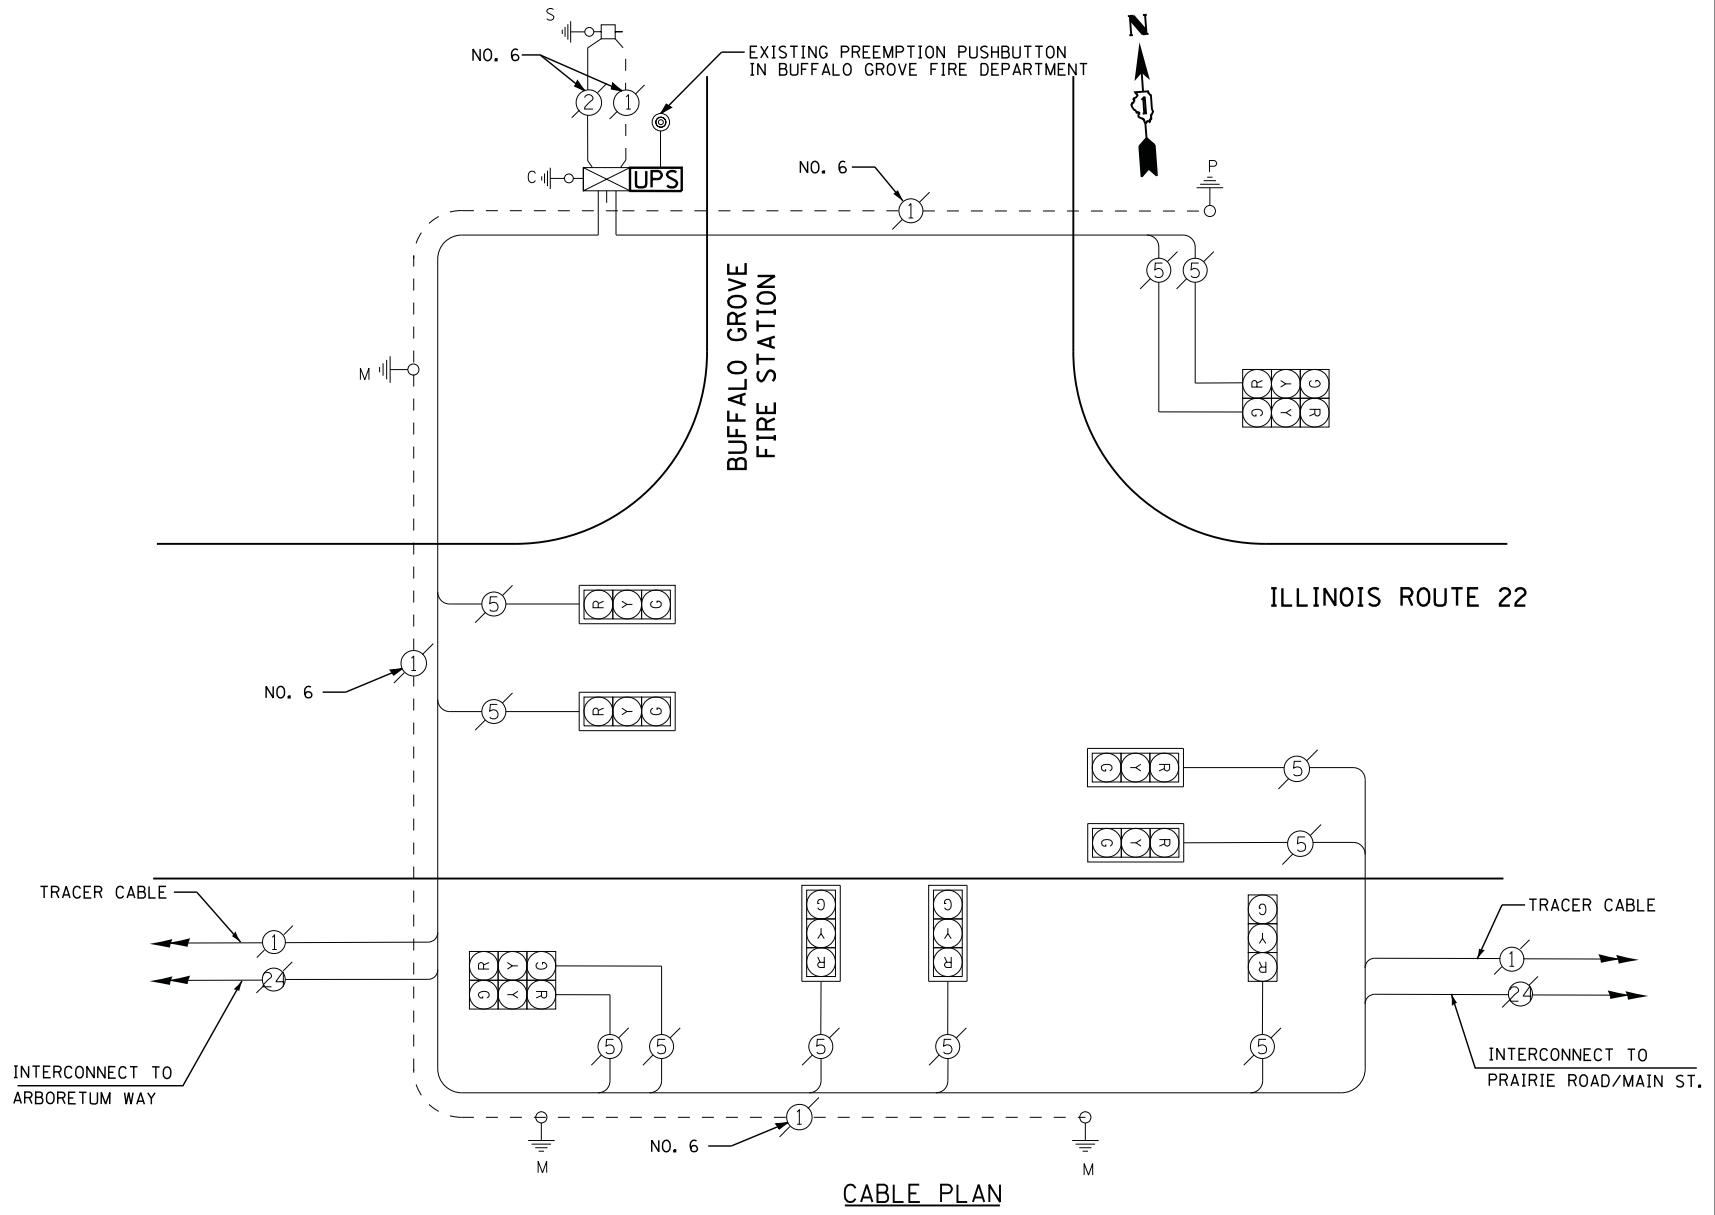 S
N
NO. 6
EXISTING PREEMPTION PUSHBUTTON
IN BUFFALO GROVE FIRE DEPARTMENT
2
1
1
C
UPS
NO. 6
P
1
5
5
BUFFALO GROVE
FIRE STATION
M
R Y G
G Y R
5
R Y G
ILLINOIS ROUTE 22
1
NO. 6
5
R Y G
G Y R
5
G Y R
5
TRACER CABLE
1
24
INTERCONNECT TO
ARBORETUM WAY
R Y G
G Y R
5
5
G
Y
R
5
G
Y
R
5
G
Y
R
5
TRACER CABLE
1
24
INTERCONNECT TO
PRAIRIE ROAD/MAIN ST.
M
1
NO. 6
M
CABLE PLAN